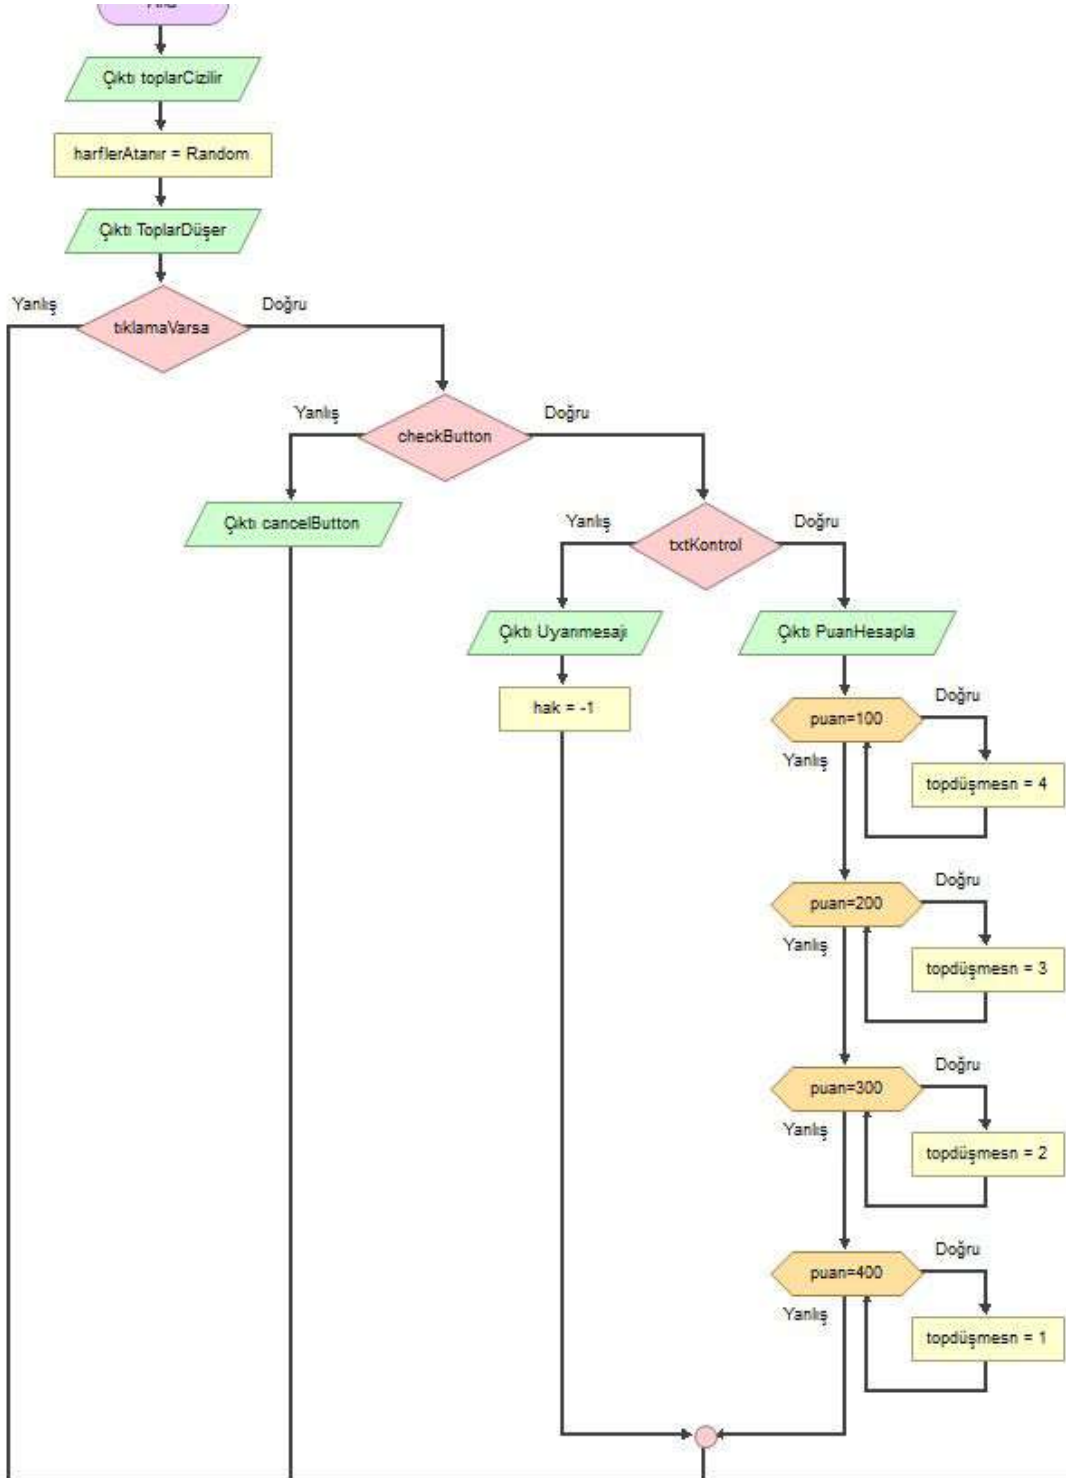 Çıktı toplarCizilir
harflerAtanır = Random
Çıktı ToplarDüşer
Yanlış
Doğru
tıklamaVarsa
Yanlış
Doğru
checkButton
Çıktı cancelButton
Yanlış
Doğru
txtKontrol
Çıktı Uyarımesajı
Çıktı PuanHesapla
hak = -1
puan=100
Doğru
Yanlış
topdüşmesn = 4
puan=200
Doğru
Yanlış
topdüşmesn = 3
puan=300
Doğru
Yanlış
topdüşmesn = 2
puan=400
Doğru
Yanlış
topdüşmesn = 1